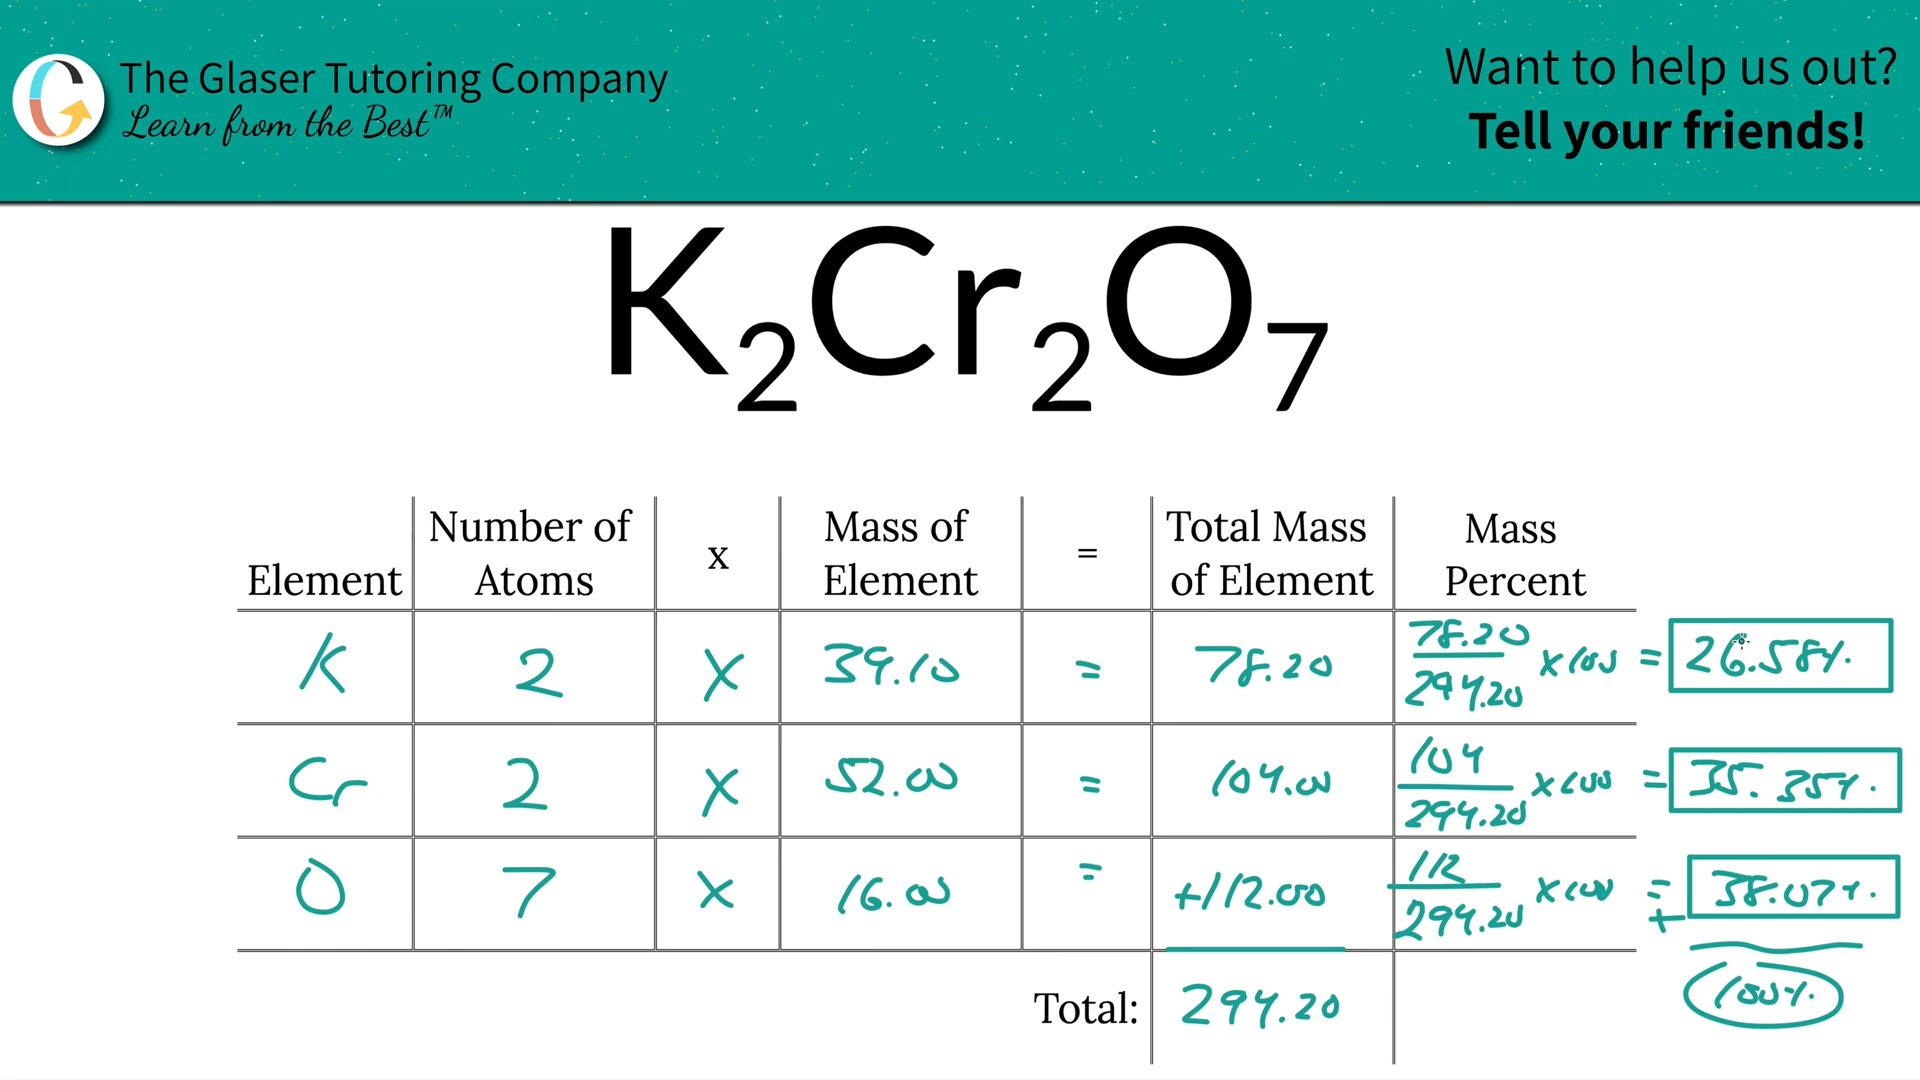 The Glaser Tutoring Company
Learn from the Best™
Want to help us out?
Tell your friends!
K₂Cr₂O₇
Element | Number of Atoms | x | Mass of Element | = | Total Mass of Element | Mass Percent
K 2 x 39.10 = 78.20 78.20/294.20 x 100 = 26.58%.
Cr 2 x 52.00 = 104.00 104/294.20 x 100 = 35.35%.
O 7 x 16.00 = +112.00 112/294.20 x 100 = + 38.07%.
Total: 294.20 100%.